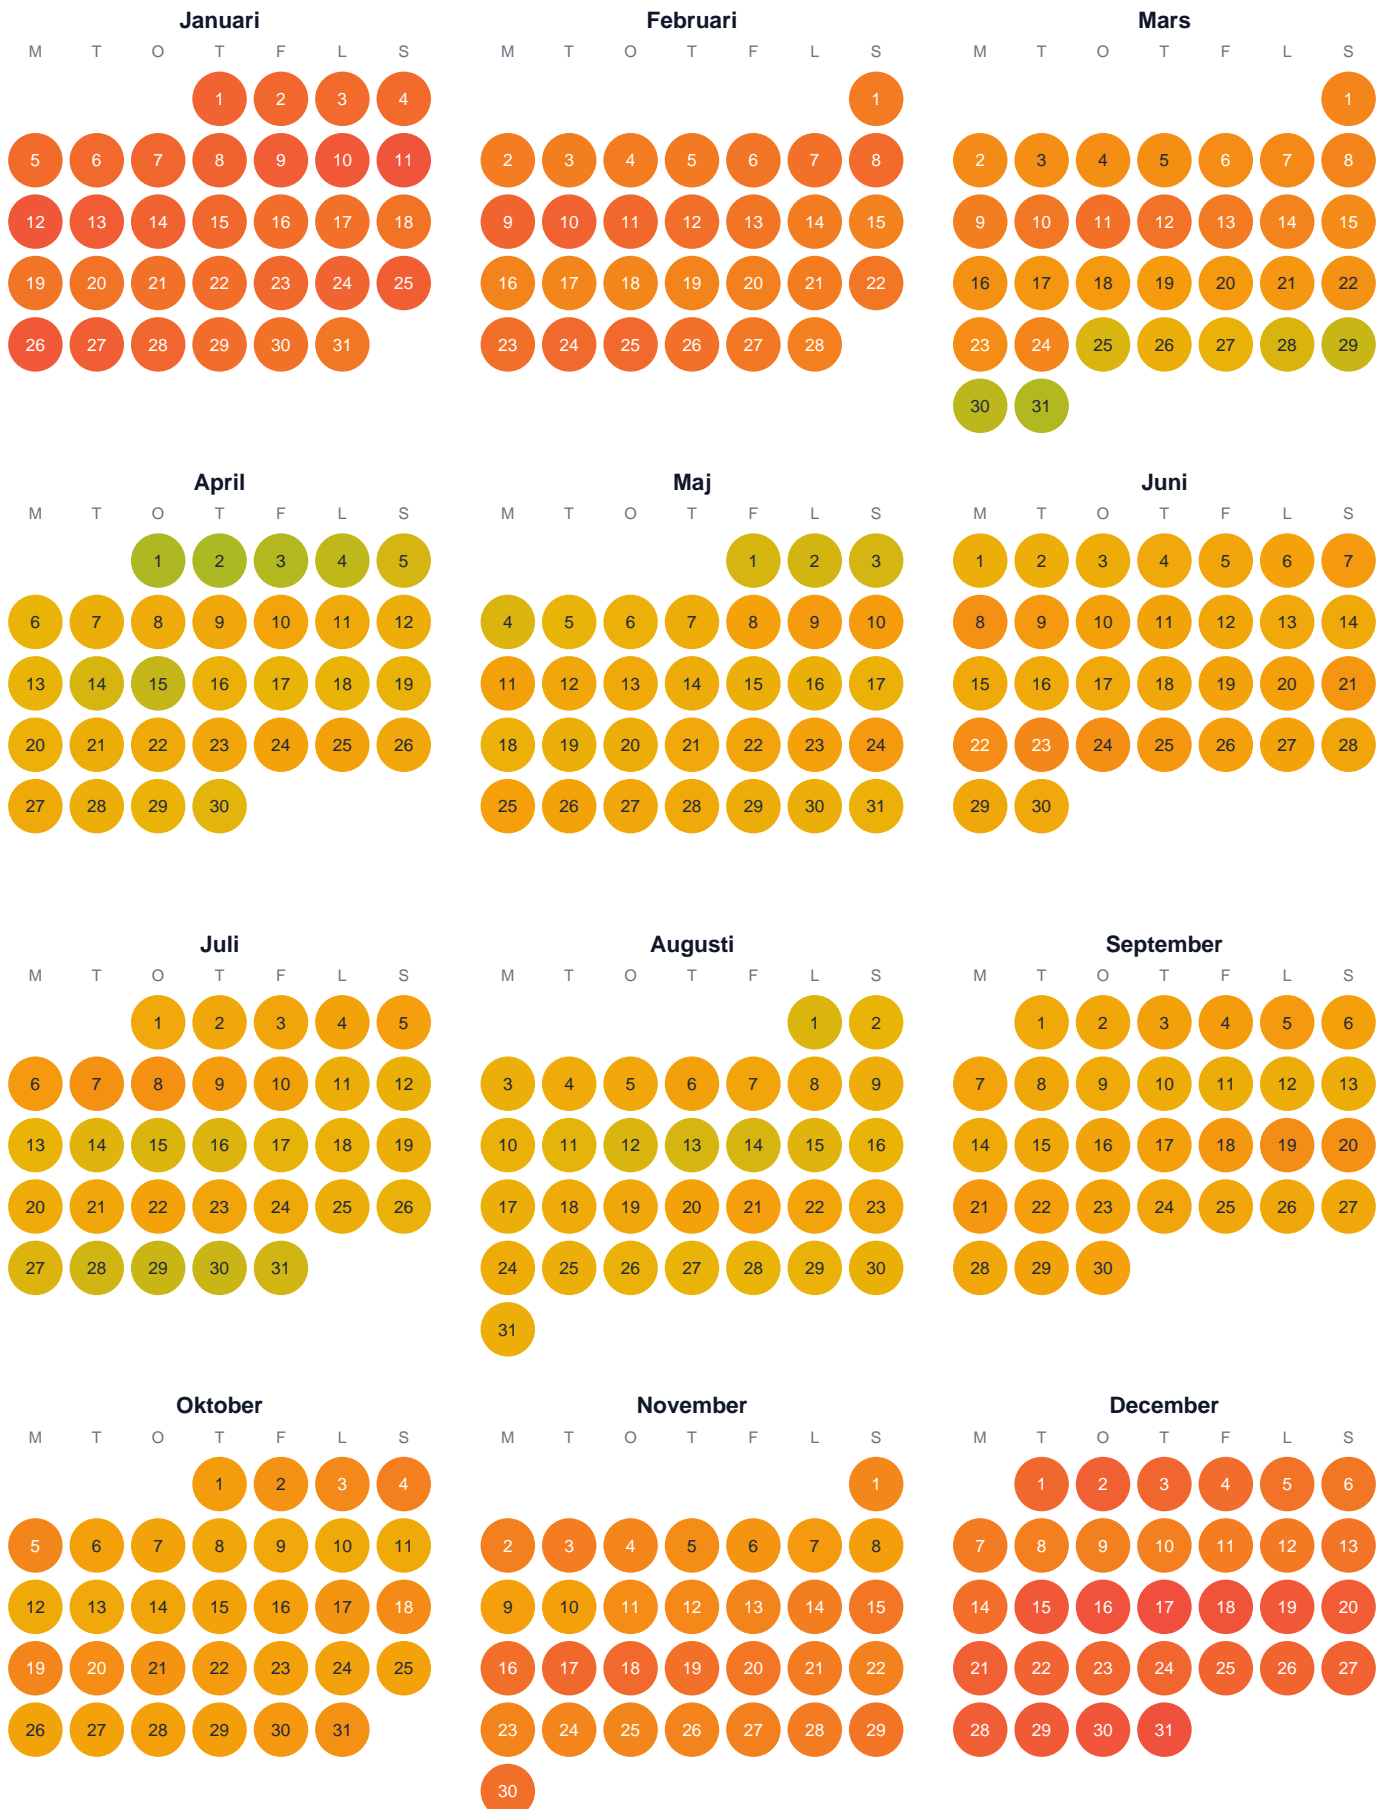 Januari Februari Mars
M T O T F L S M T O T F L S M T O T F L S
1 2 3 4 1 1
5 6 7 8 9 10 11 2 3 4 5 6 7 8 2 3 4 5 6 7 8
12 13 14 15 16 17 18 9 10 11 12 13 14 15 9 10 11 12 13 14 15
19 20 21 22 23 24 25 16 17 18 19 20 21 22 16 17 18 19 20 21 22
26 27 28 29 30 31 23 24 25 26 27 28 23 24 25 26 27 28 29
30 31
April Maj Juni
M T O T F L S M T O T F L S M T O T F L S
1 2 3 4 5 1 2 3 1 2 3 4 5 6 7
6 7 8 9 10 11 12 4 5 6 7 8 9 10 8 9 10 11 12 13 14
13 14 15 16 17 18 19 11 12 13 14 15 16 17 15 16 17 18 19 20 21
20 21 22 23 24 25 26 18 19 20 21 22 23 24 22 23 24 25 26 27 28
27 28 29 30 25 26 27 28 29 30 31 29 30
Juli Augusti September
M T O T F L S M T O T F L S M T O T F L S
1 2 3 4 5 1 2 1 2 3 4 5 6
6 7 8 9 10 11 12 3 4 5 6 7 8 9 7 8 9 10 11 12 13
13 14 15 16 17 18 19 10 11 12 13 14 15 16 14 15 16 17 18 19 20
20 21 22 23 24 25 26 17 18 19 20 21 22 23 21 22 23 24 25 26 27
27 28 29 30 31 24 25 26 27 28 29 30 28 29 30
31
Oktober November December
M T O T F L S M T O T F L S M T O T F L S
1 2 3 4 1 1 2 3 4 5 6
5 6 7 8 9 10 11 2 3 4 5 6 7 8 7 8 9 10 11 12 13
12 13 14 15 16 17 18 9 10 11 12 13 14 15 14 15 16 17 18 19 20
19 20 21 22 23 24 25 16 17 18 19 20 21 22 21 22 23 24 25 26 27
26 27 28 29 30 31 23 24 25 26 27 28 29 28 29 30 31
30